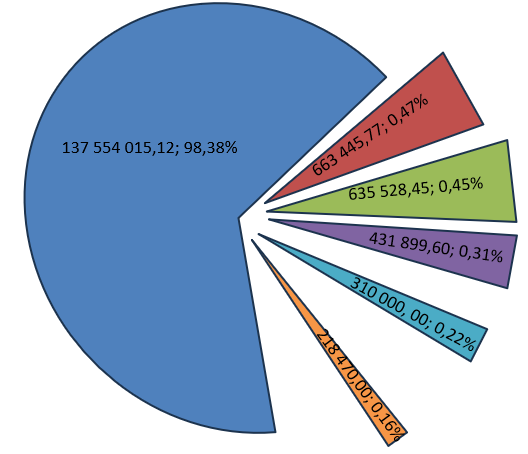 137 554 015,12; 98,38%
663 445,77; 0,47%
635 528,45; 0,45%
431 899,60; 0,31%
310 000, 00; 0,22%
218 470,00; 0,16%